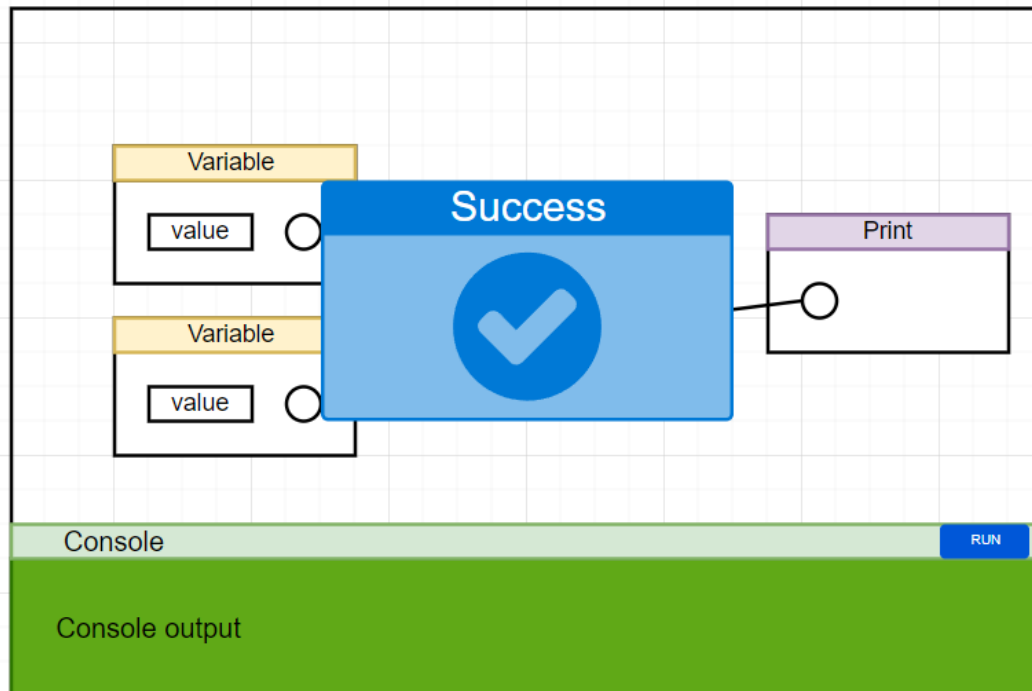 Variable
value
Success
Print
Variable
value
Console
RUN
Console output